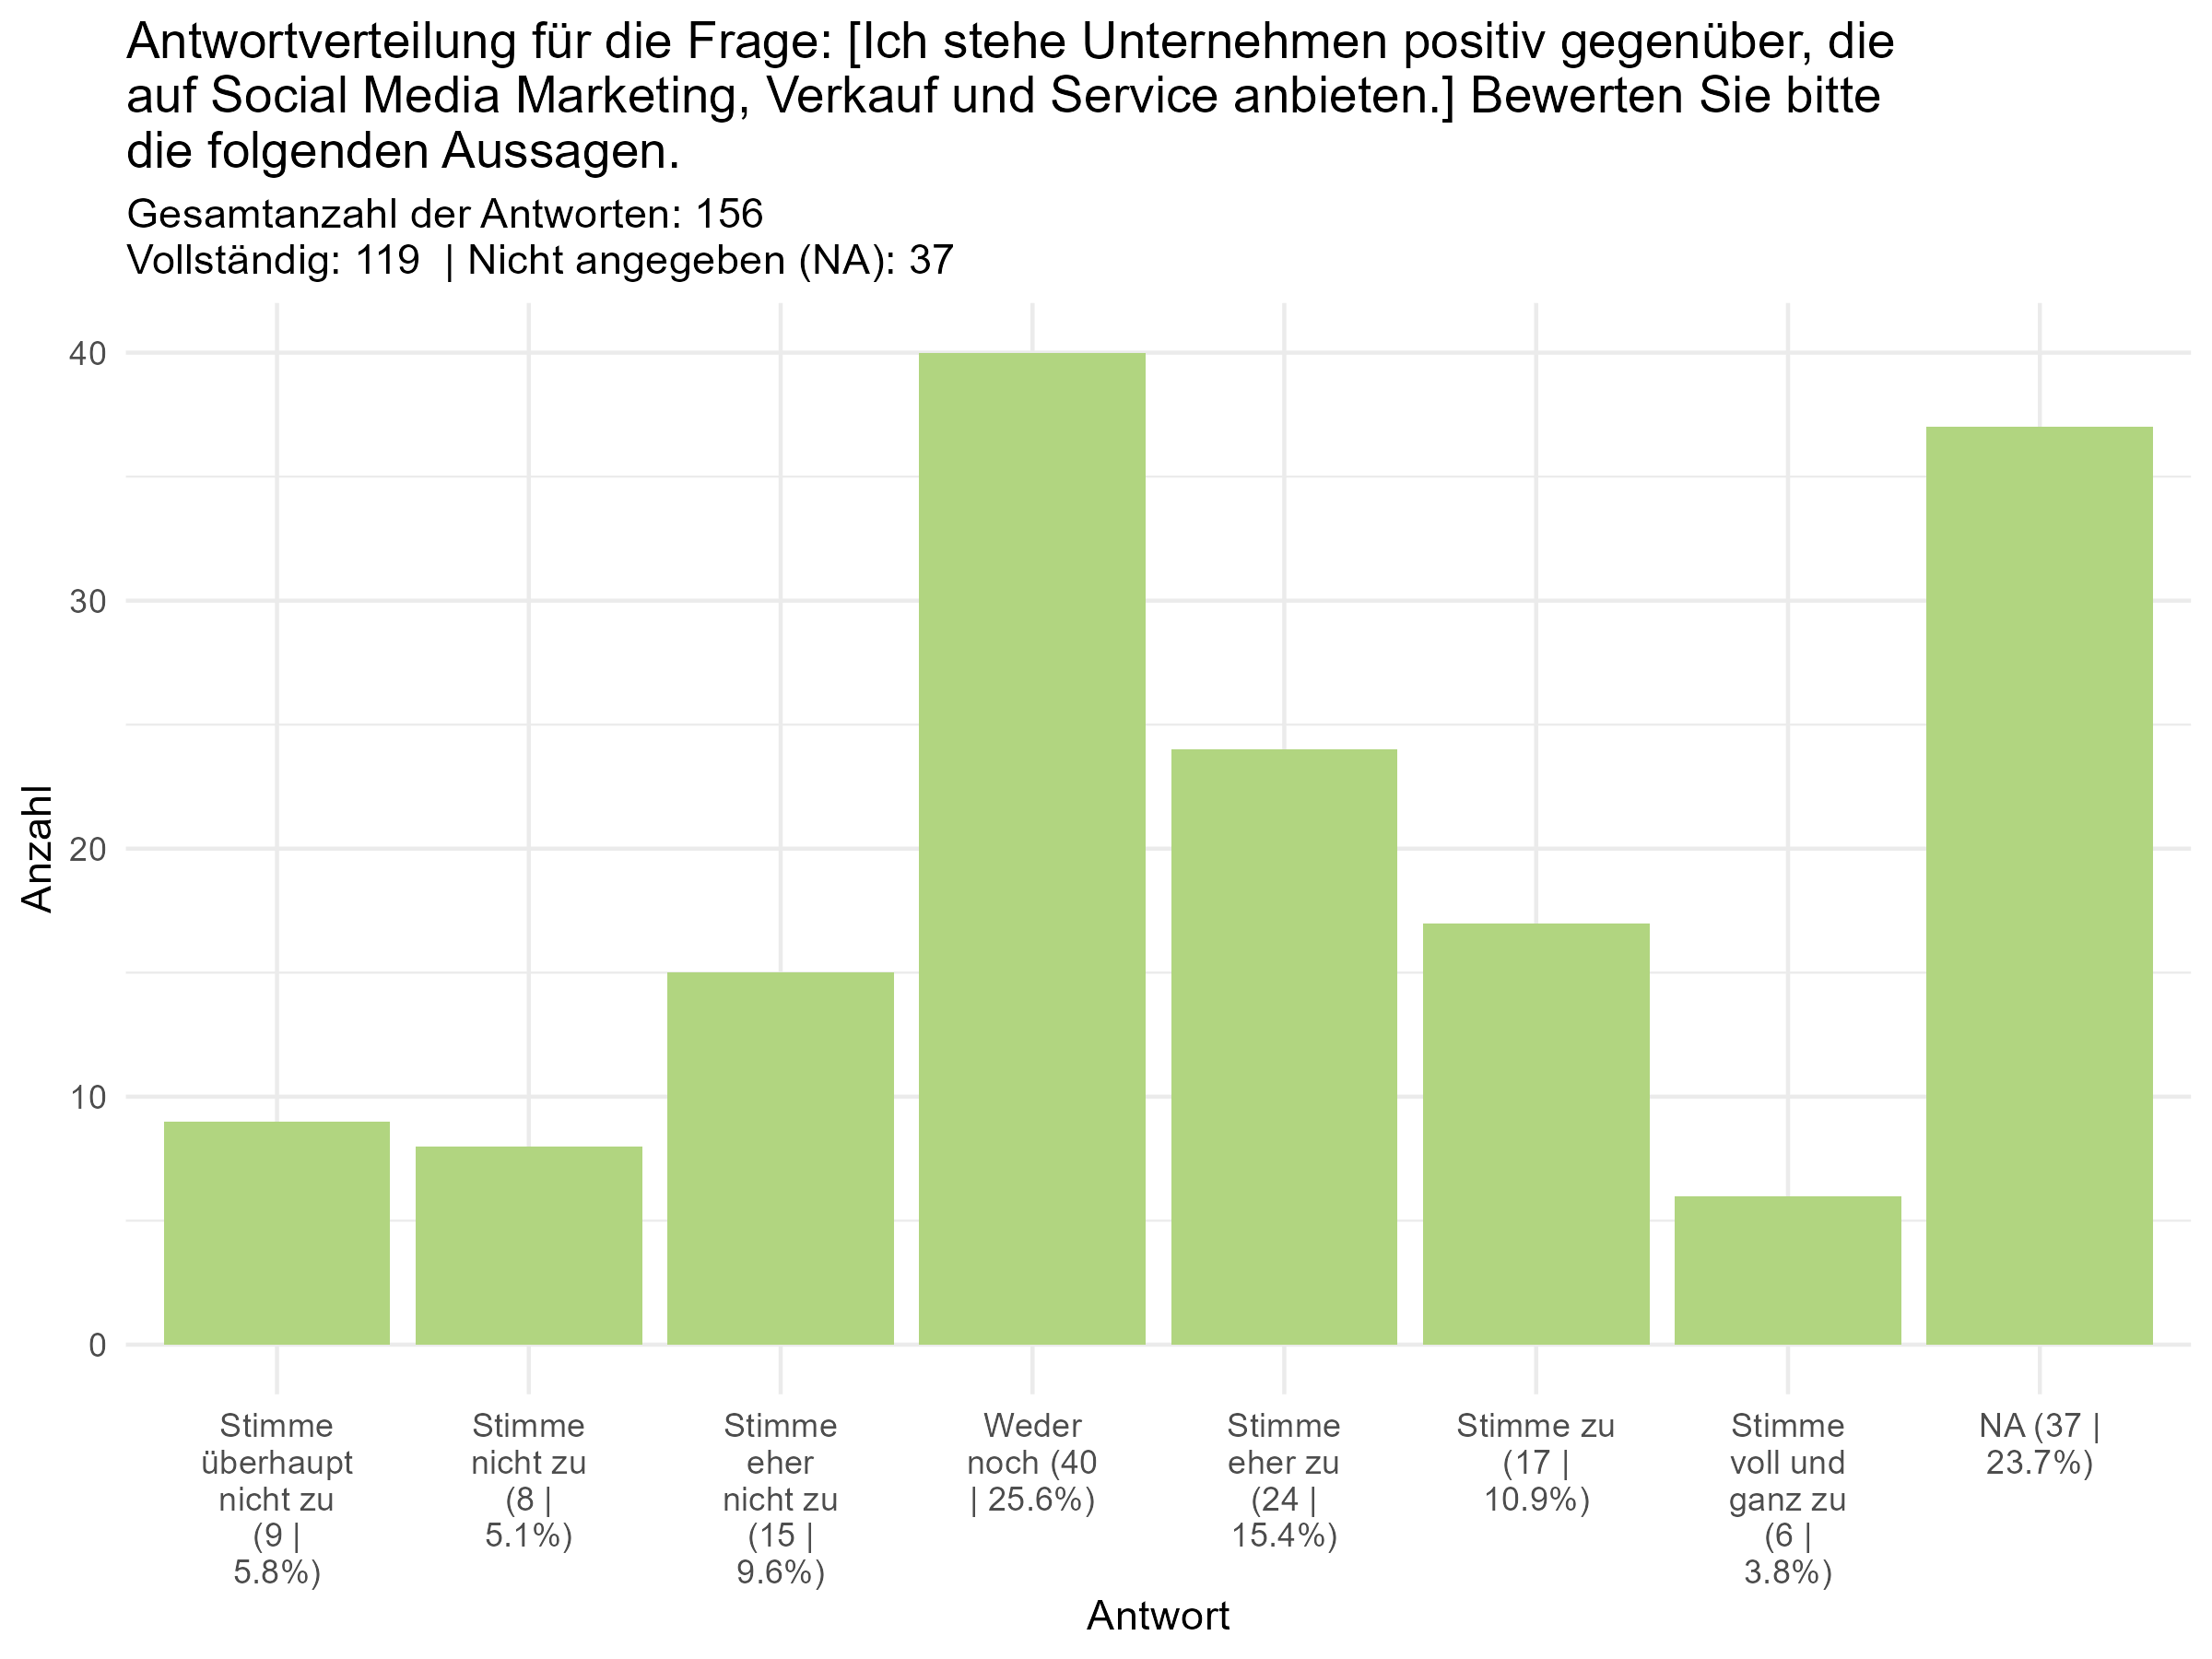 Antwortverteilung für die Frage: [Ich stehe Unternehmen positiv gegenüber, die
auf Social Media Marketing, Verkauf und Service anbieten.] Bewerten Sie bitte
die folgenden Aussagen.
Gesamtanzahl der Antworten: 156
Vollständig: 119 | Nicht angegeben (NA): 37
Anzahl
40
30
20
10
0
Stimme
überhaupt
nicht zu
(9 |
5.8%)
Stimme
nicht zu
(8 |
5.1%)
Stimme
eher
nicht zu
(15 |
9.6%)
Weder
noch (40
| 25.6%)
Stimme
eher zu
(24 |
15.4%)
Stimme zu
(17 |
10.9%)
Stimme
voll und
ganz zu
(6 |
3.8%)
NA (37 |
23.7%)
Antwort